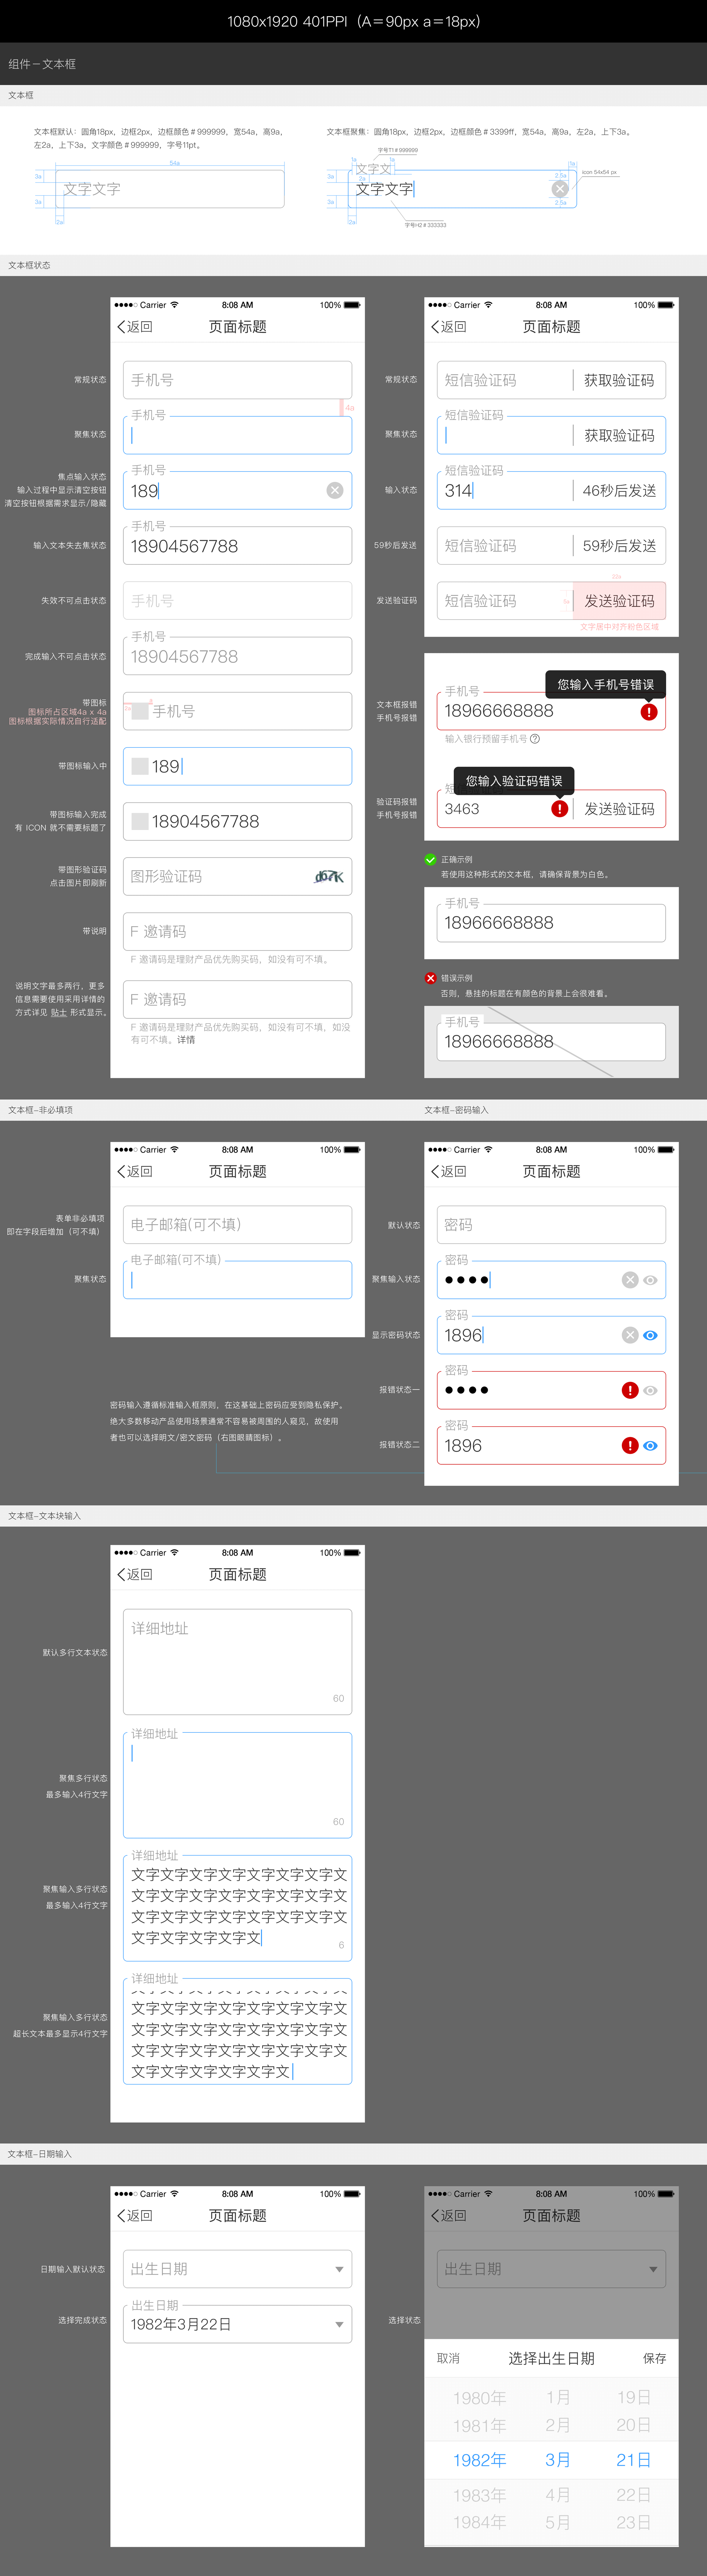 1080x1920 401PPI（A＝90px a＝18px）
组件－文本框
文本框
文本框默认：圆角18px，边框2px，边框颜色＃999999，宽54a，高9a，
左2a，上下3a，文字颜色＃999999，字号11pt。
54a
3a
文字文字
3a
2a
文本框聚焦：圆角18px，边框2px，边框颜色＃3399ff，宽54a，高9a，左2a，上下3a。
字号T1＃999999
1a
1a
文字文
2a
3a
文字文字
3a
2a
字号H2＃333333
icon 54x54 px
文本框状态
Carrier 8:08 AM 100%
返回 页面标题
常规状态
手机号
4a
聚焦状态
手机号
焦点输入状态
输入过程中显示清空按钮
清空按钮根据需求显示/隐藏
手机号
189
输入文本失去焦状态
手机号
18904567788
失效不可点击状态
手机号
完成输入不可点击状态
手机号
18904567788
带图标
图标所占区域4a x 4a
图标根据实际情况自行适配
手机号
带图标输入中
189
带图标输入完成
有 ICON 就不需要标题了
18904567788
带图形验证码
点击图片即刷新
图形验证码
d67K
带说明
F 邀请码
F 邀请码是理财产品优先购买码，如没有可不填。
说明文字最多两行，更多
信息需要使用采用详情的
方式详见 贴士 形式显示。
F 邀请码
F 邀请码是理财产品优先购买码，如没有可不填，如没
有可不填。详情
Carrier 8:08 AM 100%
返回 页面标题
常规状态
短信验证码 获取验证码
聚焦状态
短信验证码
获取验证码
输入状态
短信验证码
314 46秒后发送
59秒后发送
短信验证码 59秒后发送
发送验证码
短信验证码 发送验证码
文字居中对齐粉色区域
文本框报错
手机号报错
您输入手机号错误
手机号
18966668888
输入银行预留手机号
验证码报错
手机号报错
您输入验证码错误
3463 发送验证码
正确示例
若使用这种形式的文本框，请确保背景为白色。
手机号
18966668888
错误示例
否则，悬挂的标题在有颜色的背景上会很难看。
手机号
18966668888
文本框-非必填项
Carrier 8:08 AM 100%
返回 页面标题
表单非必填项
即在字段后增加（可不填）
电子邮箱(可不填)
聚焦状态
电子邮箱(可不填)
密码输入遵循标准输入框原则，在这基础上密码应受到隐私保护。
绝大多数移动产品使用场景通常不容易被周围的人窥见，故使用
者也可以选择明文/密文密码（右图眼睛图标）。
文本框-密码输入
Carrier 8:08 AM 100%
返回 页面标题
默认状态
密码
聚焦输入状态
密码
显示密码状态
密码
1896
报错状态一
密码
报错状态二
密码
1896
文本框-文本块输入
Carrier 8:08 AM 100%
返回 页面标题
默认多行文本状态
详细地址
60
聚焦多行状态
最多输入4行文字
详细地址
60
聚焦输入多行状态
最多输入4行文字
详细地址
文字文字文字文字文字文字文字文
文字文字文字文字文字文字文字文
文字文字文字文字文字文字文字文
文字文字文字文字文
6
聚焦输入多行状态
超长文本最多显示4行文字
详细地址
文字文字文字文字文字文字文字文
文字文字文字文字文字文字文字文
文字文字文字文字文字文字文字文
文字文字文字文字文字文
文本框-日期输入
Carrier 8:08 AM 100%
返回 页面标题
日期输入默认状态
出生日期
选择完成状态
出生日期
1982年3月22日
Carrier 8:08 AM 100%
返回 页面标题
出生日期
选择状态
取消 选择出生日期 保存
1980年 1月 19日
1981年 2月 20日
1982年 3月 21日
1983年 4月 22日
1984年 5月 23日